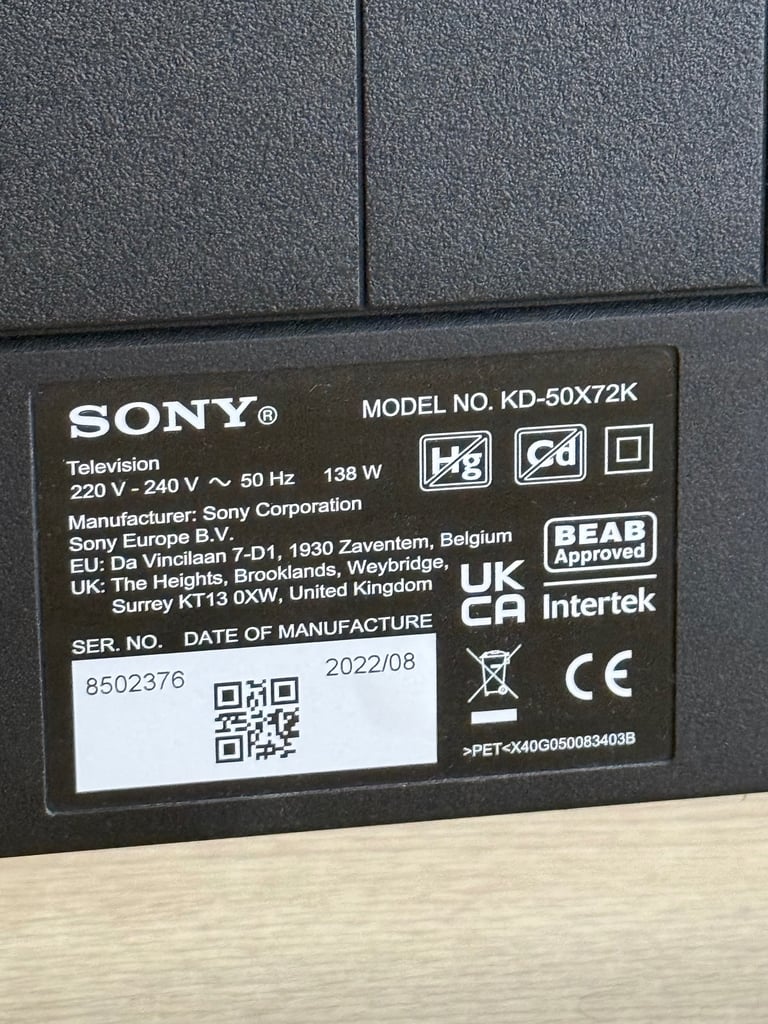 SONY®
MODEL NO. KD-50X72K
Hg
Cd
Television
220 V - 240 V ~ 50 Hz 138 W
Manufacturer: Sony Corporation
Sony Europe B.V.
EU: Da Vincilaan 7-D1, 1930 Zaventem, Belgium
UK: The Heights, Brooklands, Weybridge,
Surrey KT13 0XW, United Kingdom
BEAB
Approved
Intertek
UK
CA
SER. NO. DATE OF MANUFACTURE
8502376 2022/08
CE
>PET<X40G050083403B